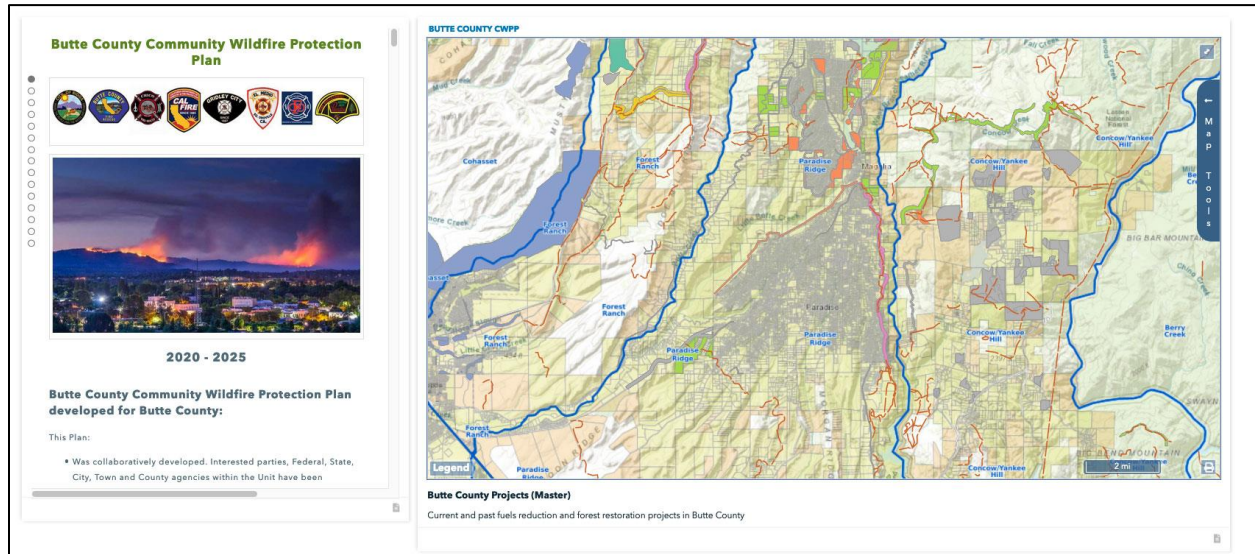 Butte County Community Wildfire Protection
Plan
CAL
FIRE
2020 - 2025
Butte County Community Wildfire Protection Plan
developed for Butte County:
This Plan:
• Was collaboratively developed. Interested parties, Federal, State,
City, Town and County agencies within the Unit have been
BUTTE COUNTY CWPP
Cohasset
Forest
Ranch
Paradise
Ridge
Magalia
Concow/Yankee
Hill
Concow/Yankee
Hill
Forest
Ranch
Forest
Ranch
Paradise
Paradise
Ridge
Paradise
Ridge
Forest
Ranch
Concow/Yankee
Hill
Berry
Creek
BIG BAR MOUNTAIN
Forest
Ranch
Paradise
Ridge
Concow/Yankee
Hill
BIG BEND MOUNTAIN
Legend
2 mi
← Map Tools
Butte County Projects (Master)
Current and past fuels reduction and forest restoration projects in Butte County